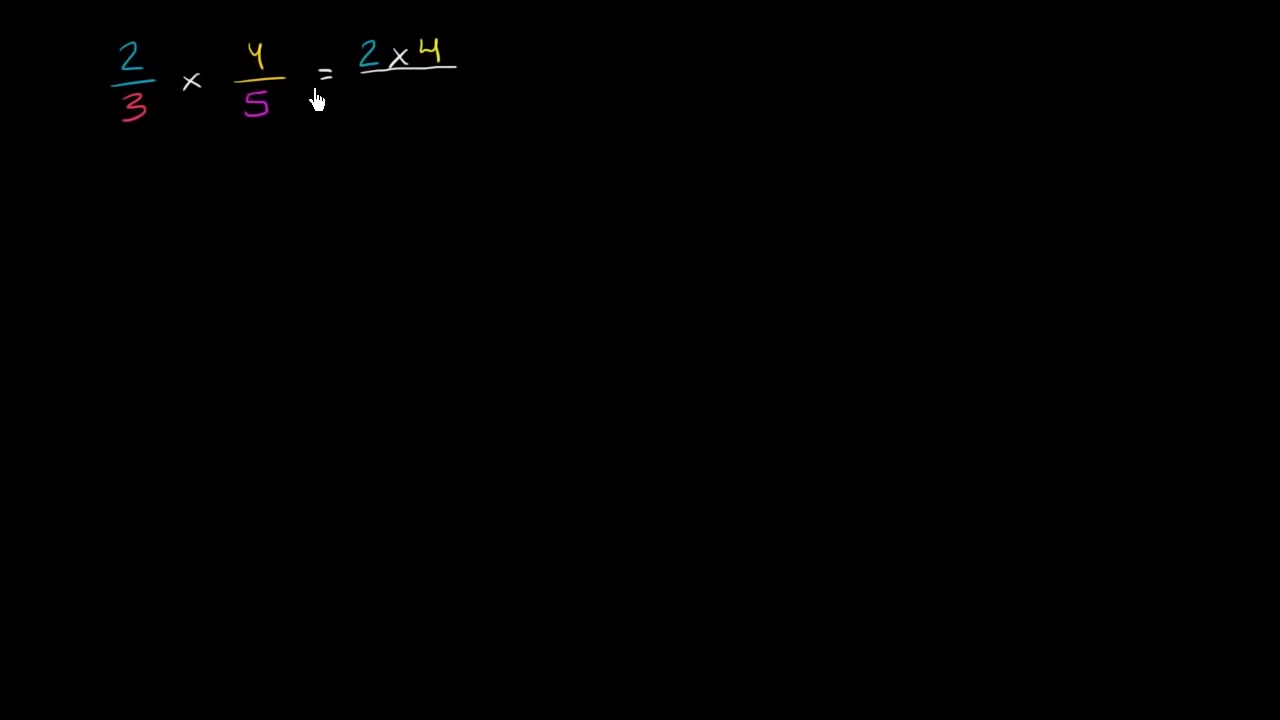 2/3 x 4/5 = 2 x 4